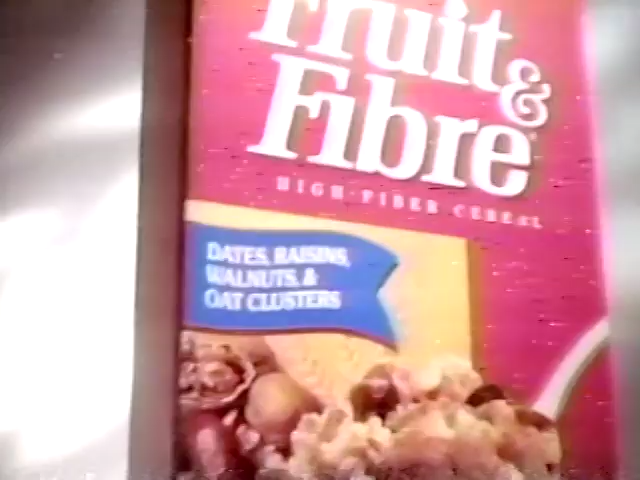 Fruit &
Fibre
HIGH-FIBER CEREAL
DATES, RAISINS,
WALNUTS, &
OAT CLUSTERS